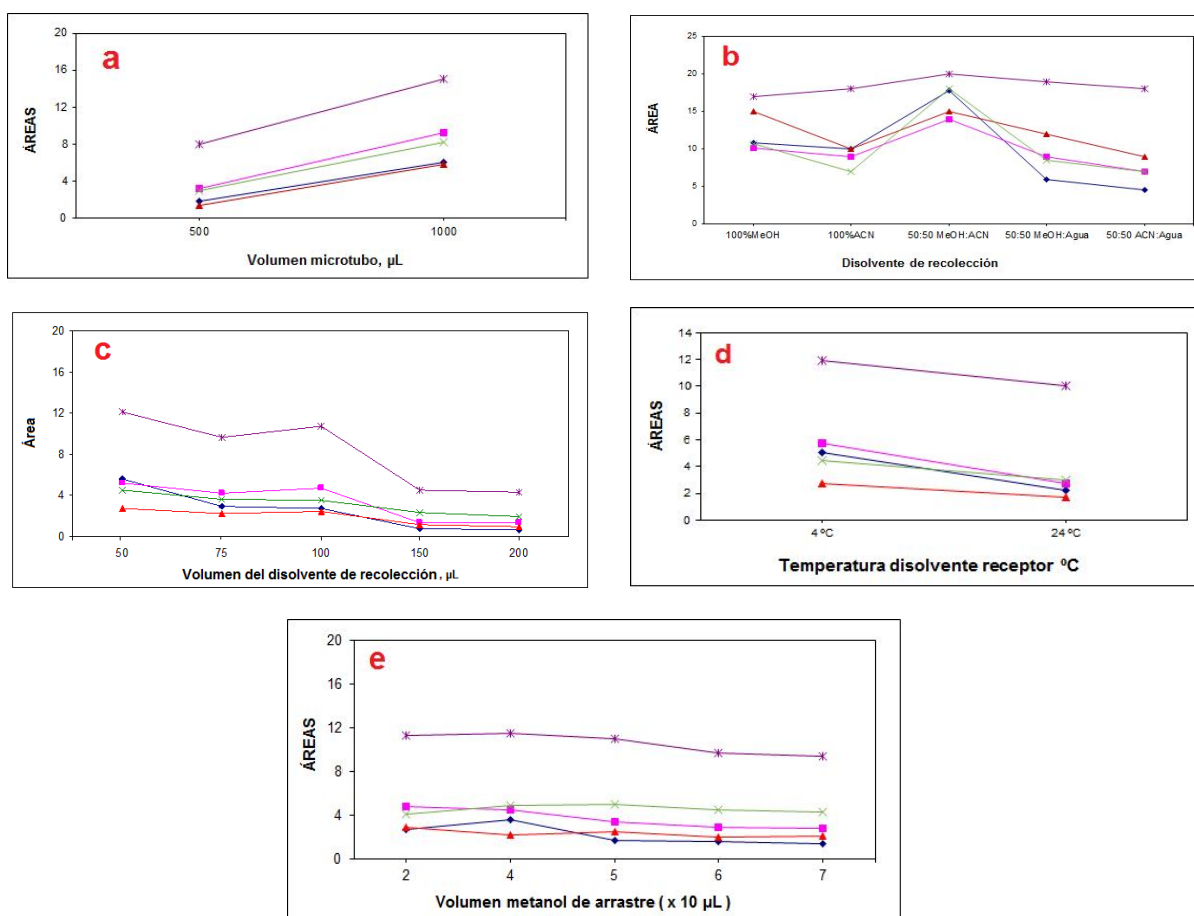 a
ÁREAS
20
16
12
8
4
0
500
1000
Volumen microtubo, µL
b
ÁREA
25
20
15
10
5
0
100%MeOH
100%ACN
50:50 MeOH:ACN
50:50 MeOH:Agua
50:50 ACN:Agua
Disolvente de recolección
c
Área
20
16
12
8
4
0
50
75
100
150
200
Volumen del disolvente de recolección, µL
d
ÁREAS
14
12
10
8
6
4
2
0
4 ºC
24 ºC
Temperatura disolvente receptor ºC
e
ÁREAS
20
16
12
8
4
0
2
4
5
6
7
Volumen metanol de arrastre ( x 10 µL )